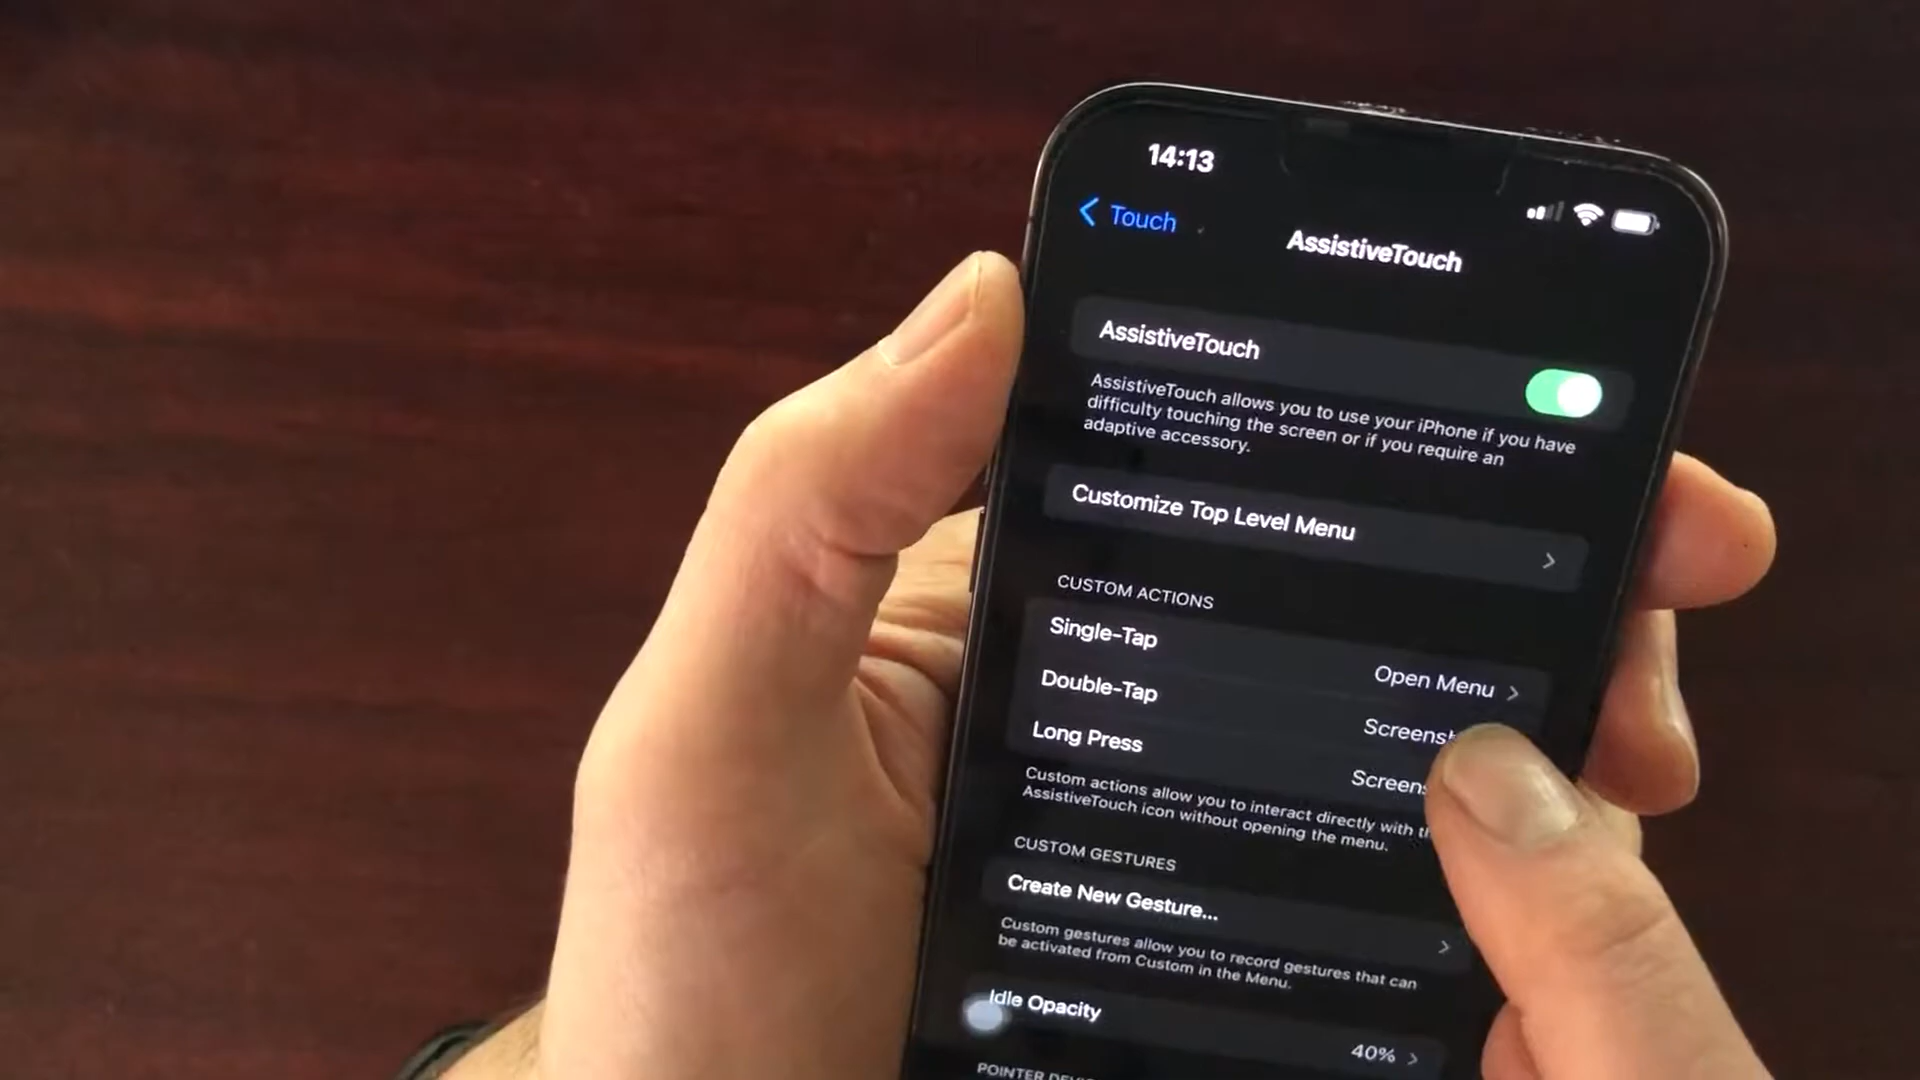 14:13
Touch
AssistiveTouch
AssistiveTouch
AssistiveTouch allows you to use your iPhone if you have
difficulty touching the screen or if you require an
adaptive accessory.
Customize Top Level Menu
CUSTOM ACTIONS
Single-Tap
Open Menu
Double-Tap
Long Press
Custom actions allow you to interact directly with
AssistiveTouch icon without opening the menu.
CUSTOM GESTURES
Create New Gesture...
Custom gestures allow you to record gestures that can
be activated from Custom in the Menu.
Idle Opacity
40%
POINTER